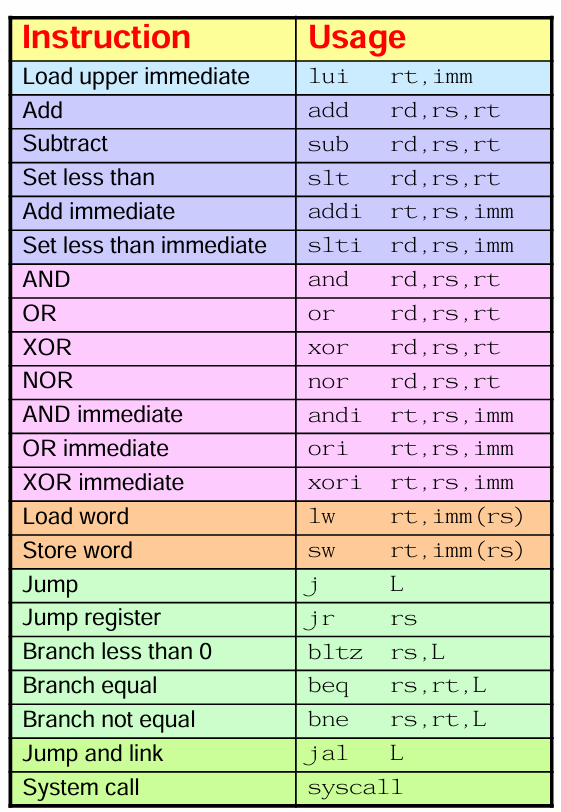 Instruction Usage
Load upper immediate lui rt,imm
Add add rd,rs,rt
Subtract sub rd,rs,rt
Set less than slt rd,rs,rt
Add immediate addi rt,rs,imm
Set less than immediate slti rd,rs,imm
AND and rd,rs,rt
OR or rd,rs,rt
XOR xor rd,rs,rt
NOR nor rd,rs,rt
AND immediate andi rt,rs,imm
OR immediate ori rt,rs,imm
XOR immediate xori rt,rs,imm
Load word lw rt,imm(rs)
Store word sw rt,imm(rs)
Jump j L
Jump register jr rs
Branch less than 0 bltz rs,L
Branch equal beq rs,rt,L
Branch not equal bne rs,rt,L
Jump and link jal L
System call syscall